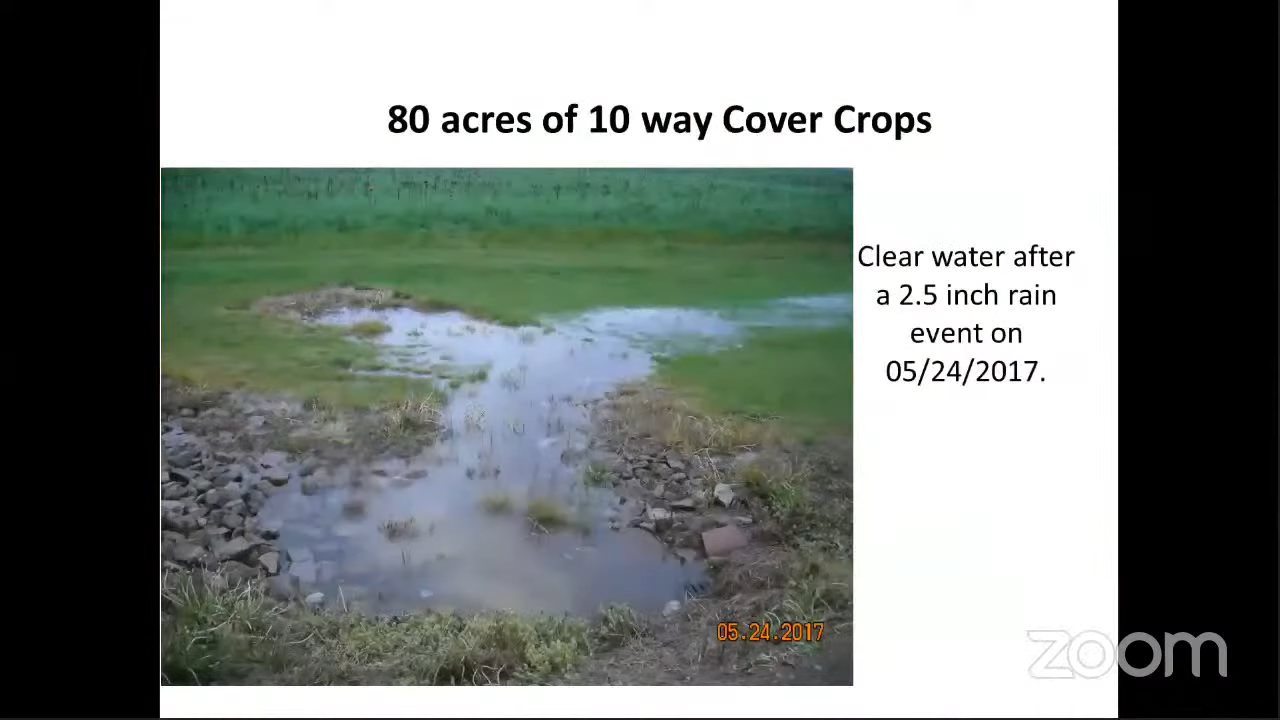 80 acres of 10 way Cover Crops
Clear water after
a 2.5 inch rain
event on
05/24/2017.
05.24.2017
zoom